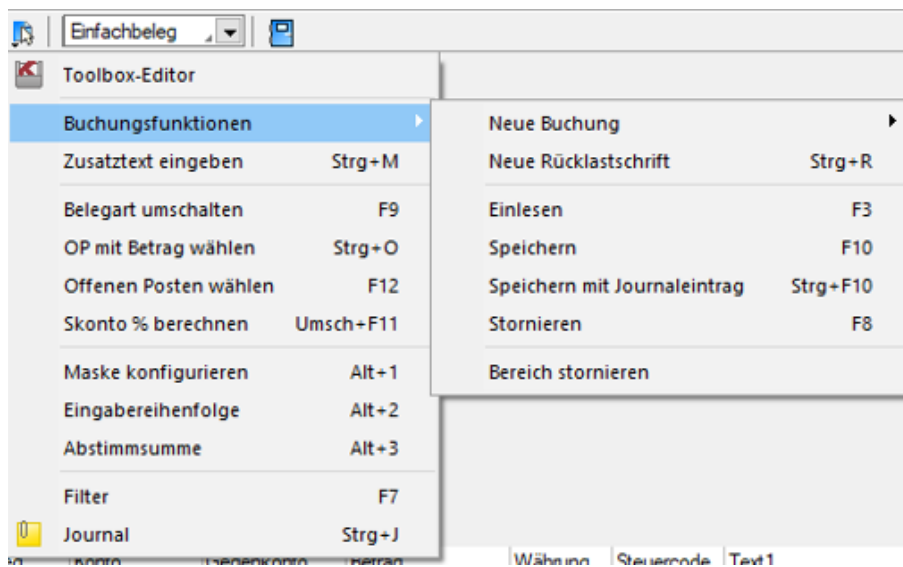 Einfachbeleg
Toolbox-Editor
Buchungsfunktionen
Zusatztext eingeben Strg+M
Belegart umschalten F9
OP mit Betrag wählen Strg+O
Offenen Posten wählen F12
Skonto % berechnen Umsch+F11
Maske konfigurieren Alt+1
Eingabereihenfolge Alt+2
Abstimmsumme Alt+3
Filter F7
Journal Strg+J
Neue Buchung
Neue Rücklastschrift Strg+R
Einlesen F3
Speichern F10
Speichern mit Journaleintrag Strg+F10
Stornieren F8
Bereich stornieren
Konto Gegenkonto Betrag Währung Steuercode Text1